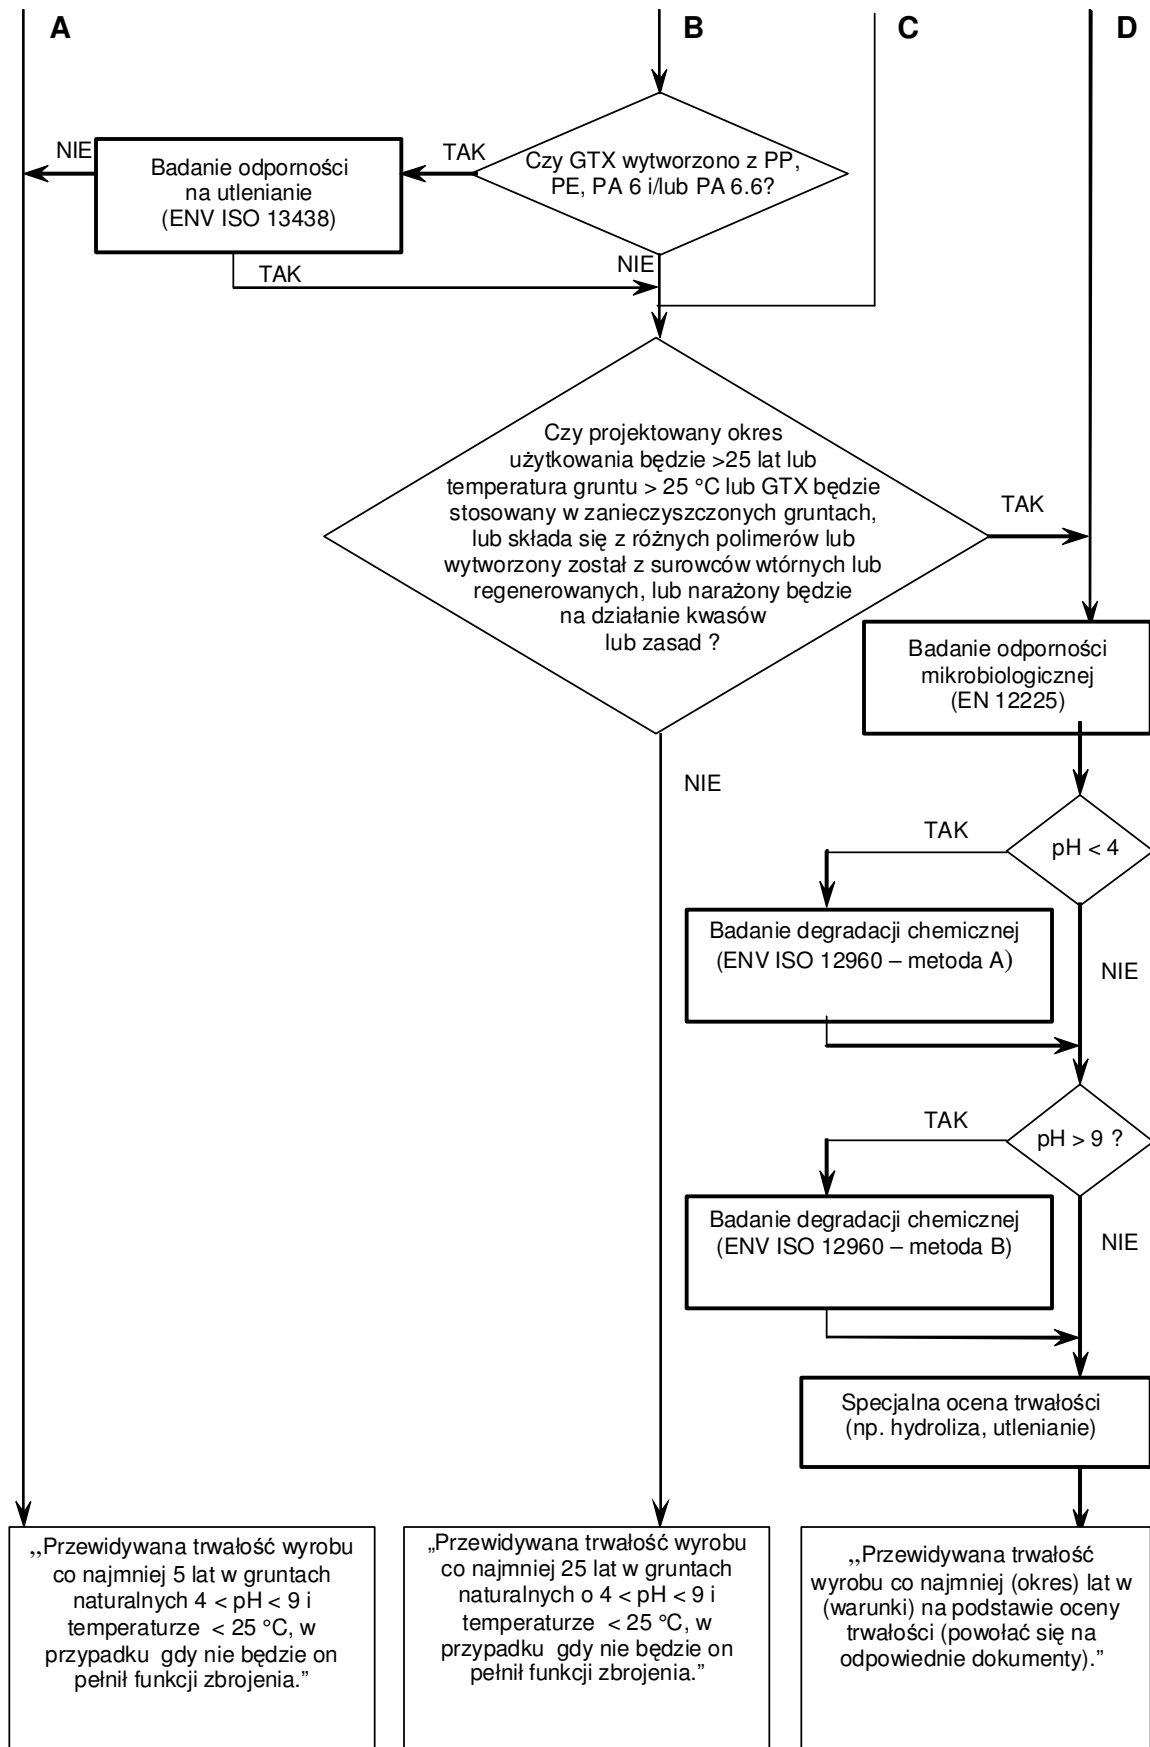 A
B
C
D
NIE
TAK
Badanie odporności
na utlenianie
(ENV ISO 13438)
Czy GTX wytworzono z PP,
PE, PA 6 i/lub PA 6.6?
TAK
NIE
Czy projektowany okres
użytkowania będzie >25 lat lub
temperatura gruntu > 25 °C lub GTX będzie
stosowany w zanieczyszczonych gruntach,
lub składa się z różnych polimerów lub
wytworzony został z surowców wtórnych lub
regenerowanych, lub narażony będzie
na działanie kwasów
lub zasad ?
TAK
NIE
Badanie odporności
mikrobiologicznej
(EN 12225)
TAK
pH < 4
Badanie degradacji chemicznej
(ENV ISO 12960 – metoda A)
NIE
TAK
pH > 9 ?
Badanie degradacji chemicznej
(ENV ISO 12960 – metoda B)
NIE
Specjalna ocena trwałości
(np. hydroliza, utlenianie)
„Przewidywana trwałość wyrobu
co najmniej 5 lat w gruntach
naturalnych 4 < pH < 9 i
temperaturze < 25 °C, w
przypadku gdy nie będzie on
pełnił funkcji zbrojenia.”
„Przewidywana trwałość wyrobu
co najmniej 25 lat w gruntach
naturalnych o 4 < pH < 9 i
temperaturze < 25 °C, w
przypadku gdy nie będzie on
pełnił funkcji zbrojenia.”
„Przewidywana trwałość
wyrobu co najmniej (okres) lat w
(warunki) na podstawie oceny
trwałości (powołać się na
odpowiednie dokumenty).”